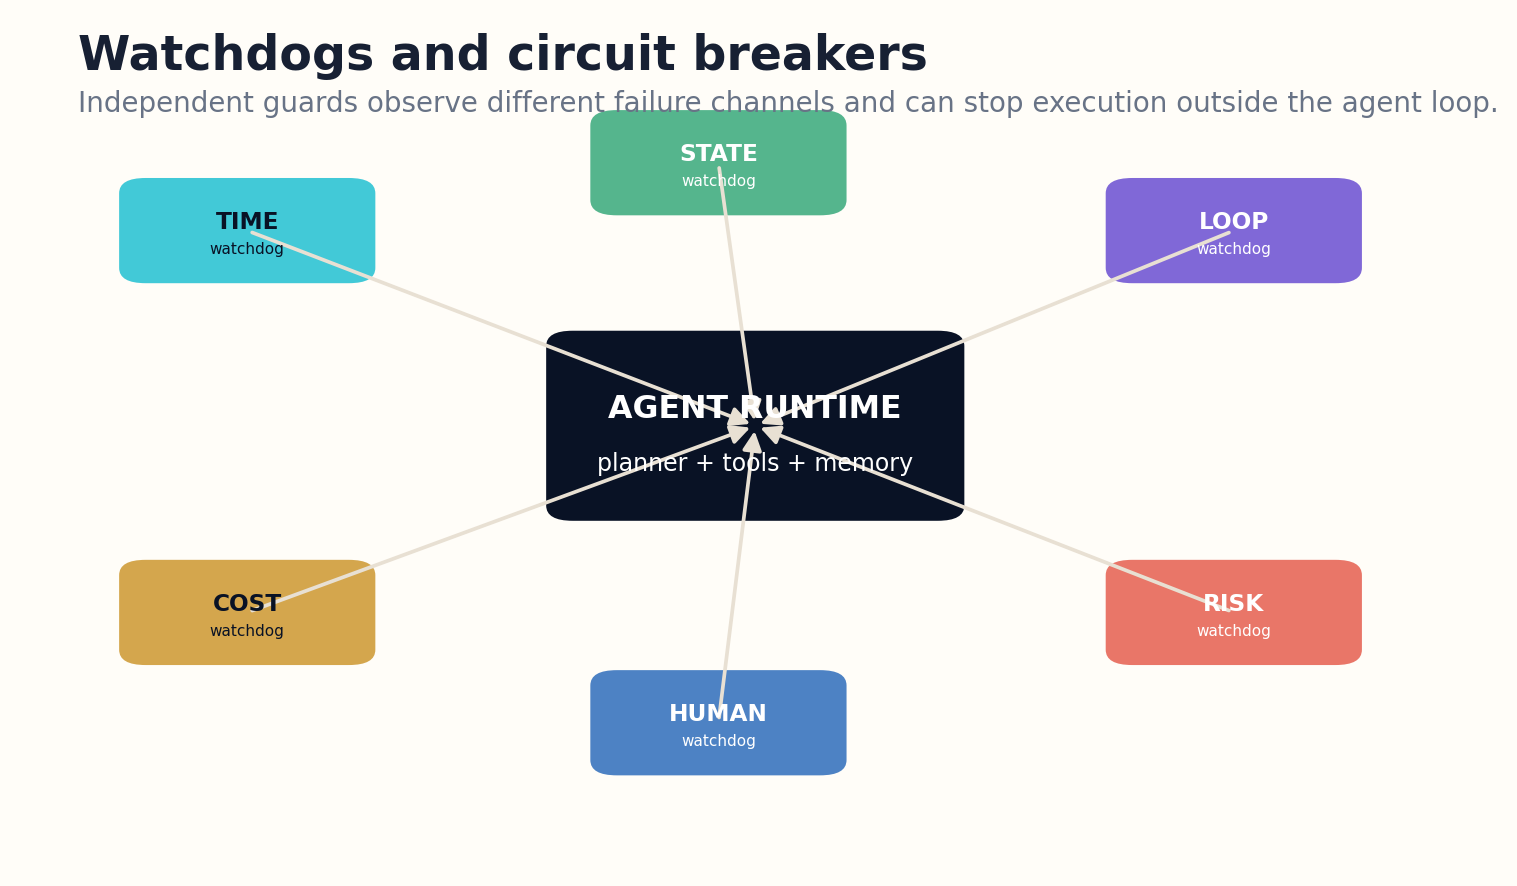 Watchdogs and circuit breakers
Independent guards observe different failure channels and can stop execution outside the agent loop.
STATE
watchdog
TIME
watchdog
LOOP
watchdog
AGENT RUNTIME
planner + tools + memory
COST
watchdog
RISK
watchdog
HUMAN
watchdog